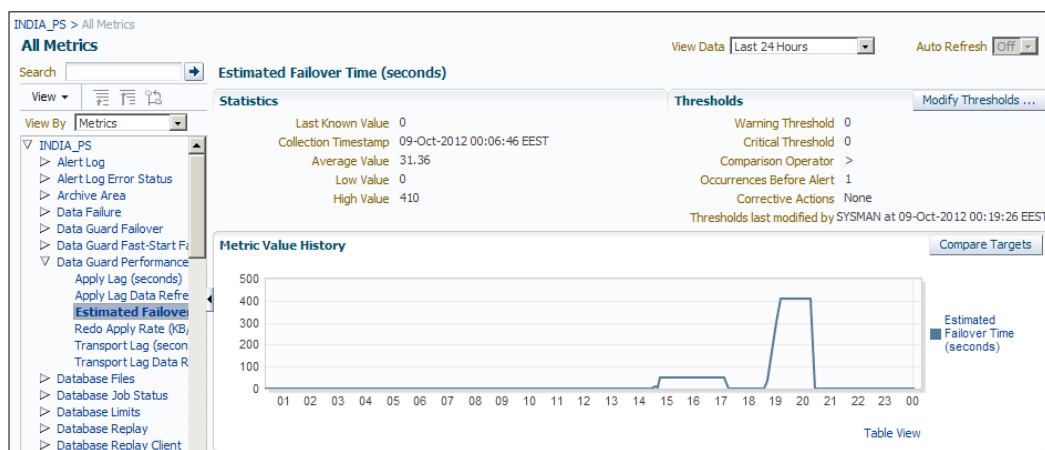 INDIA_PS > All Metrics
All Metrics
View Data Last 24 Hours
Auto Refresh Off
Search
View
View By Metrics
INDIA_PS
Alert Log
Alert Log Error Status
Archive Area
Data Failure
Data Guard Failover
Data Guard Fast-Start Fa
Data Guard Performance
Apply Lag (seconds)
Apply Lag Data Refre
Estimated Failove
Redo Apply Rate (KB/
Transport Lag (secon
Transport Lag Data R
Database Files
Database Job Status
Database Limits
Database Replay
Database Replay Client
Estimated Failover Time (seconds)
Statistics
Last Known Value 0
Collection Timestamp 09-Oct-2012 00:06:46 EEST
Average Value 31.36
Low Value 0
High Value 410
Thresholds
Modify Thresholds ...
Warning Threshold 0
Critical Threshold 0
Comparison Operator >
Occurrences Before Alert 1
Corrective Actions None
Thresholds last modified by SYSMAN at 09-Oct-2012 00:19:26 EEST
Metric Value History
Compare Targets
500
400
300
200
100
0
01 02 03 04 05 06 07 08 09 10 11 12 13 14 15 16 17 18 19 20 21 22 23 00
Estimated
Failover Time
(seconds)
Table View